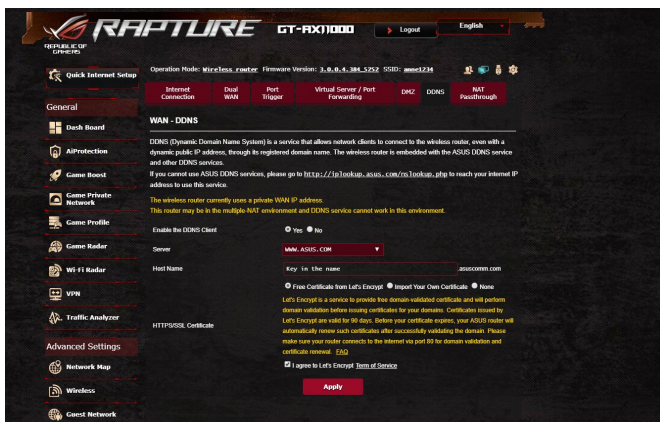 REPUBLIC OF
GAMERS
RAPTURE
GT-AX11000
Logout
English
Quick Internet Setup
Operation Mode: Wireless router Firmware Version: 3.0.0.4.384_5252 SSID:
Internet Connection
Dual WAN
Port Trigger
Virtual Server / Port Forwarding
DMZ
DDNS
NAT Passthrough
General
Dash Board
AiProtection
Game Boost
Game Private Network
Game Profile
Game Radar
Wi-Fi Radar
VPN
Traffic Analyzer
Advanced Settings
Network Map
Wireless
Guest Network
WAN - DDNS
DDNS (Dynamic Domain Name System) is a service that allows network clients to connect to the wireless router, even with a
dynamic public IP address, through its registered domain name. The wireless router is embedded with the ASUS DDNS service
and other DDNS services.
If you cannot use ASUS DDNS services, please go to http://iplookup.asus.com/nslookup.php to reach your internet IP
address to use this service.
The wireless router currently uses a private WAN IP address.
This router may be in the multiple-NAT environment and DDNS service cannot work in this environment.
Enable the DDNS Client
Yes No
Server
WWW.ASUS.COM
Host Name
Key in the name
.asuscomm.com
HTTPS/SSL Certificate
Free Certificate from Let's Encrypt Import Your Own Certificate None
Let's Encrypt is a service to provide free domain-validated certificate and will perform
domain validation before issuing certificates for your domains. Certificates issued by
Let's Encrypt are valid for 90 days. Before your certificate expires, your ASUS router will
automatically renew such certificates after successfully validating the domain. Please
make sure your router connects to the internet via port 80 for domain validation and
certificate renewal. FAQ
I agree to Let's Encrypt Term of Service
Apply